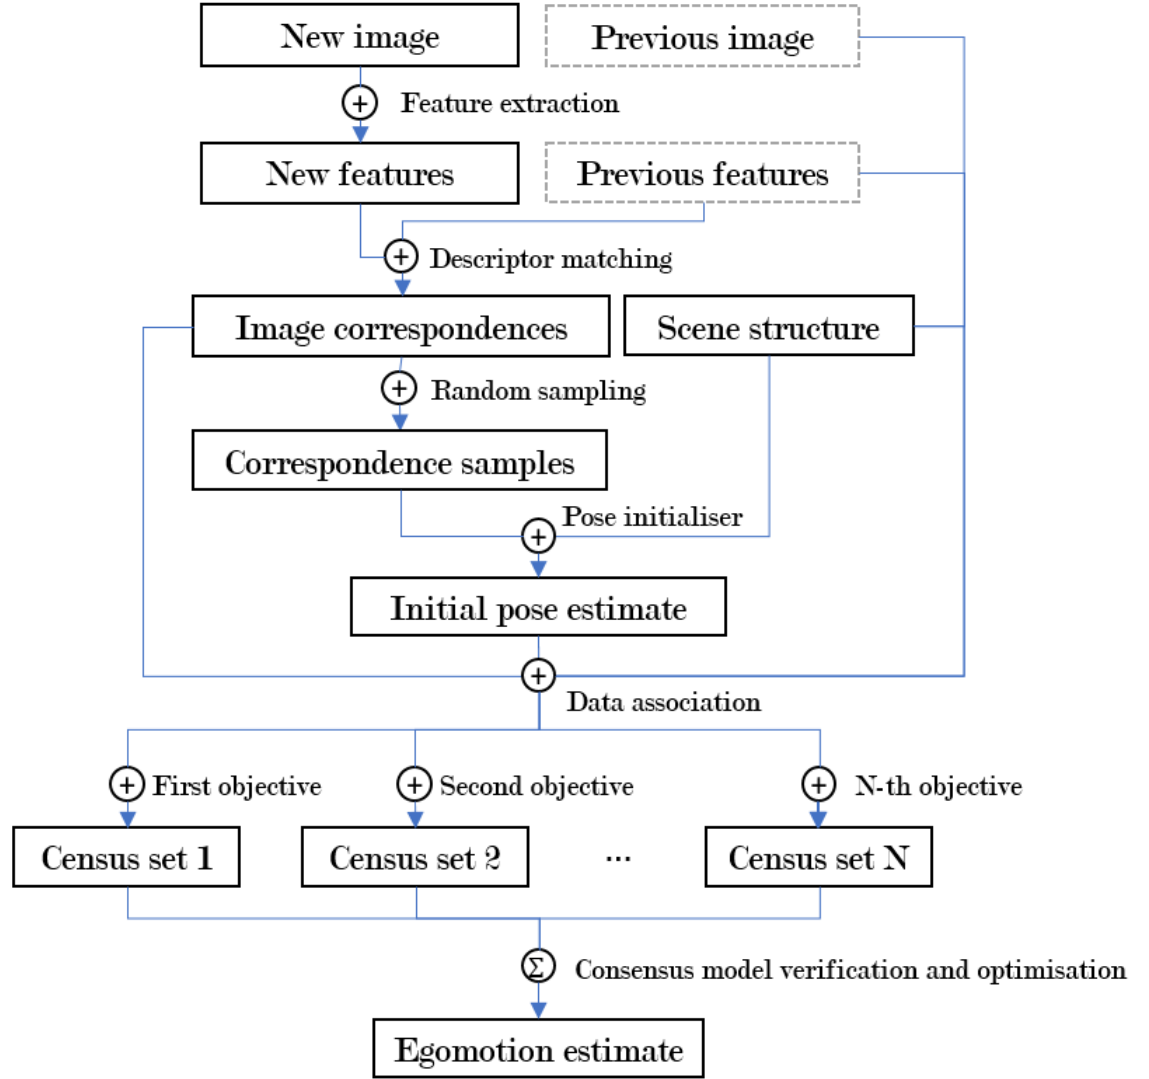 New image
Previous image
Feature extraction
New features
Previous features
Descriptor matching
Image correspondences
Scene structure
Random sampling
Correspondence samples
Pose initialiser
Initial pose estimate
Data association
First objective
Second objective
N-th objective
Census set 1
Census set 2
...
Census set N
Σ
Consensus model verification and optimisation
Egomotion estimate